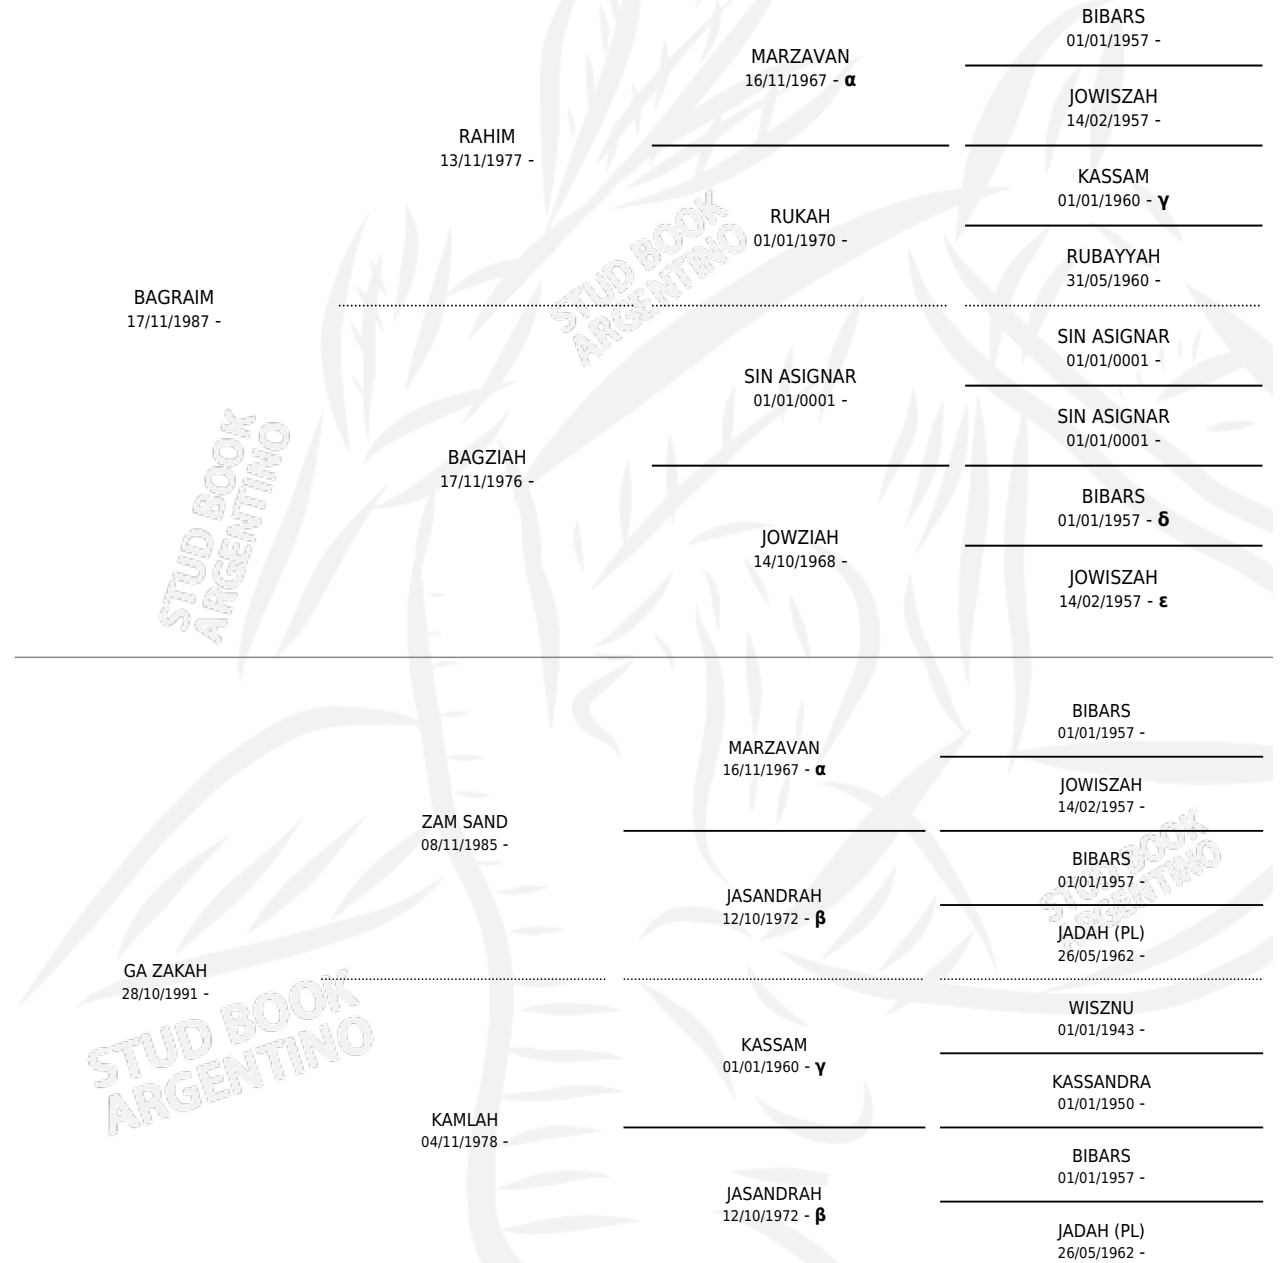 BIBARS
01/01/1957 -
MARZAVAN
16/11/1967 - α
JOWISZAH
14/02/1957 -
RAHIM
13/11/1977 -
KASSAM
01/01/1960 - γ
RUKAH
01/01/1970 -
RUBAYYAH
31/05/1960 -
BAGRAIM
17/11/1987 -
SIN ASIGNAR
01/01/0001 -
SIN ASIGNAR
01/01/0001 -
SIN ASIGNAR
01/01/0001 -
BAGZIAH
17/11/1976 -
BIBARS
01/01/1957 - δ
JOWZIAH
14/10/1968 -
JOWISZAH
14/02/1957 - ε
BIBARS
01/01/1957 -
MARZAVAN
16/11/1967 - α
JOWISZAH
14/02/1957 -
ZAM SAND
08/11/1985 -
BIBARS
01/01/1957 -
JASANDRAH
12/10/1972 - β
JADAH (PL)
26/05/1962 -
GA ZAKAH
28/10/1991 -
WISZNU
01/01/1943 -
KASSAM
01/01/1960 - γ
KASSANDRA
01/01/1950 -
KAMLAH
04/11/1978 -
BIBARS
01/01/1957 -
JASANDRAH
12/10/1972 - β
JADAH (PL)
26/05/1962 -
STUD BOOK
ARGENTINO
STUD BOOK
ARGENTINO
STUD BOOK
ARGENTINO
STUD BOOK
ARGENTINO